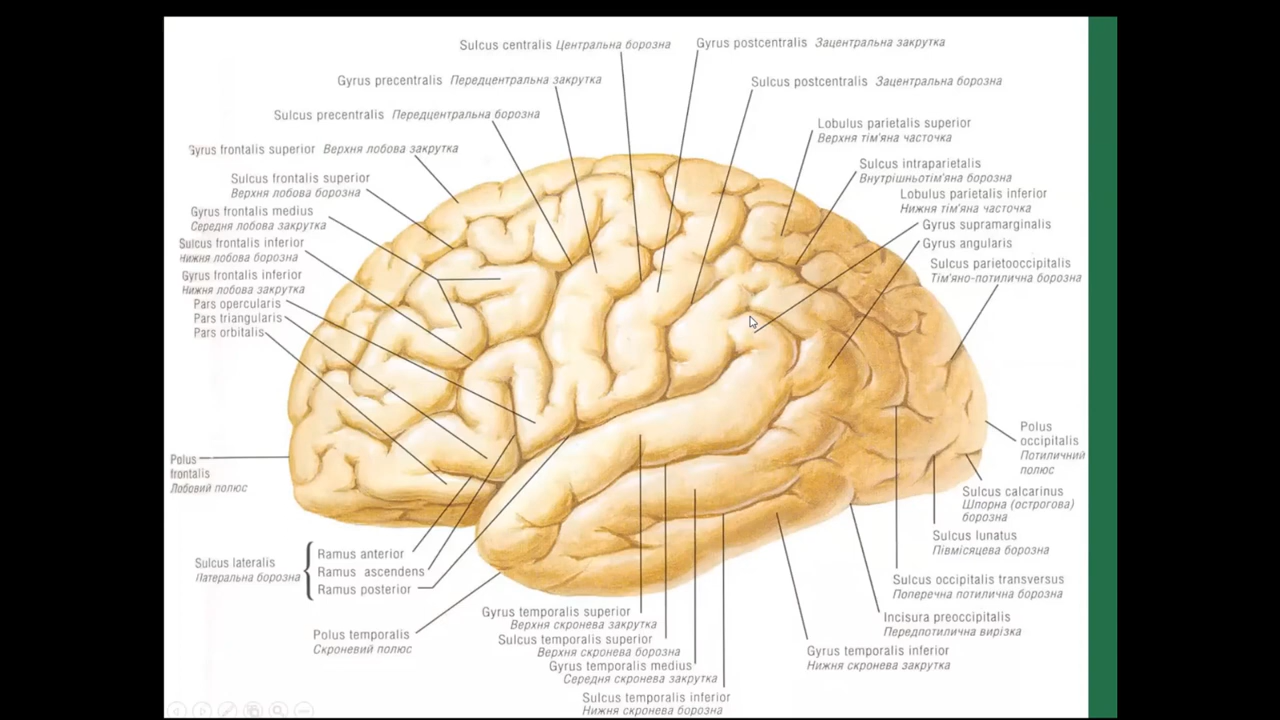 Sulcus centralis Центральна борозна
Gyrus postcentralis Зацентральна закрутка
Gyrus precentralis Передцентральна закрутка
Sulcus postcentralis Зацентральна борозна
Sulcus precentralis Передцентральна борозна
Lobulus parietalis superior
Верхня тім'яна часточка
Gyrus frontalis superior Верхня лобова закрутка
Sulcus intraparietalis
Внутрішньотім'яна борозна
Sulcus frontalis superior
Верхня лобова борозна
Lobulus parietalis inferior
Нижня тім'яна часточка
Gyrus frontalis medius
Середня лобова закрутка
Gyrus supramarginalis
Gyrus angularis
Sulcus frontalis inferior
Нижня лобова борозна
Sulcus parietooccipitalis
Тім'яно-потилична борозна
Gyrus frontalis inferior
Нижня лобова закрутка
Pars opercularis
Pars triangularis
Pars orbitalis
Polus
frontalis
Лобовий полюс
Polus
occipitalis
Потиличний
полюс
Sulcus calcarinus
Шпорна (острогова)
борозна
Sulcus lunatus
Півмісяцева борозна
Sulcus lateralis
Латеральна борозна
Ramus anterior
Ramus ascendens
Ramus posterior
Sulcus occipitalis transversus
Поперечна потилична борозна
Incisura preoccipitalis
Передпотилична вирізка
Polus temporalis
Скроневий полюс
Gyrus temporalis superior
Верхня скронева закрутка
Sulcus temporalis superior
Верхня скронева борозна
Gyrus temporalis medius
Середня скронева закрутка
Gyrus temporalis inferior
Нижня скронева закрутка
Sulcus temporalis inferior
Нижня скронева борозна